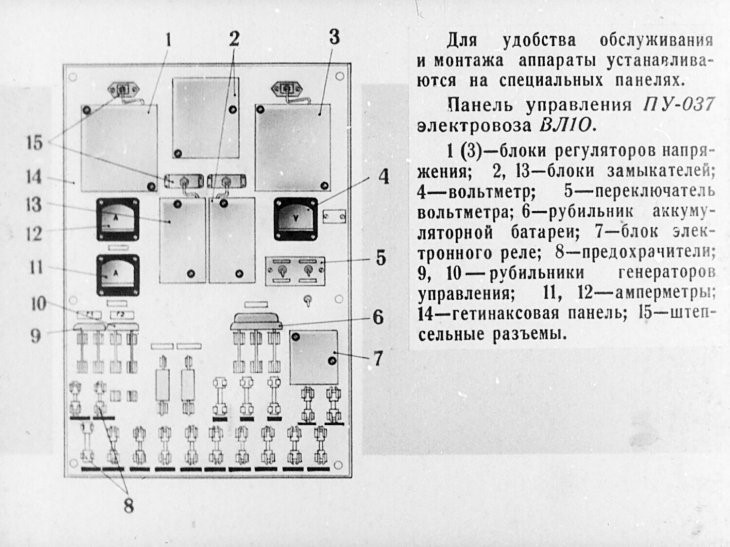 1
2
3
15
14
13
12
11
10
9
4
5
6
7
8
А
А
V
Г1
Г2
Для удобства обслуживания
и монтажа аппараты устанавлива-
ются на специальных панелях.
Панель управления ПУ-037
электровоза ВЛ10.
1 (3)—блоки регуляторов напря-
жения; 2, 13—блоки замыкателей;
4—вольтметр; 5—переключатель
вольтметра; 6—рубильник аккуму-
ляторной батареи; 7—блок элек-
тронного реле; 8—предохрачители;
9, 10—рубильники генераторов
управления; 11, 12—амперметры;
14—гетинаксовая панель; 15—штеп-
сельные разъемы.